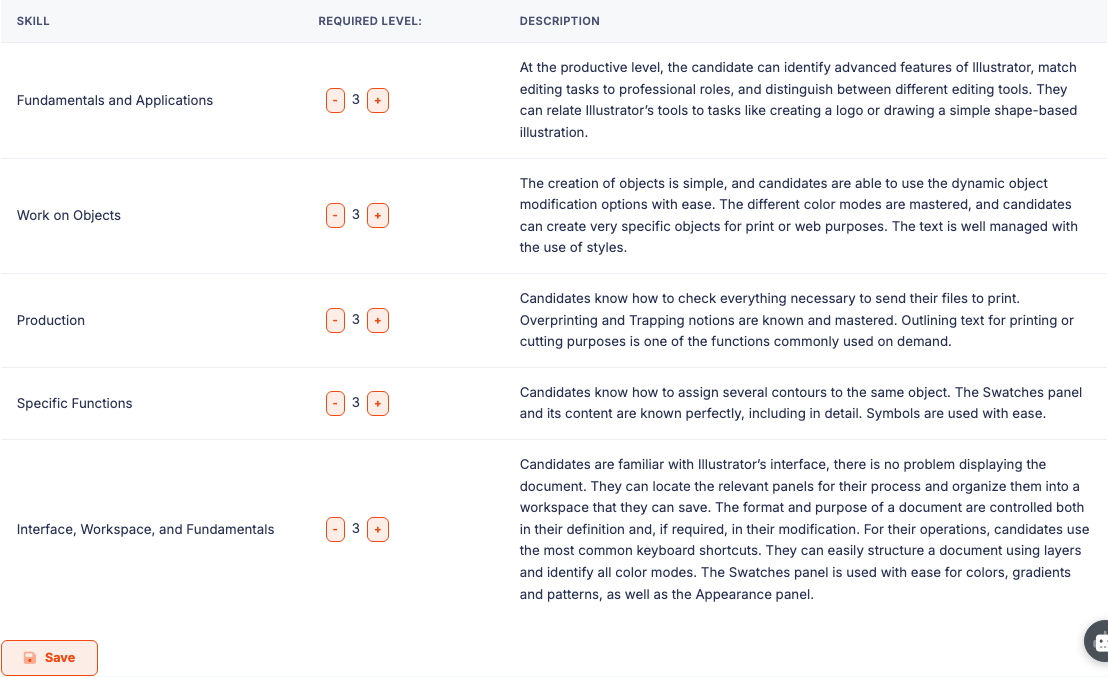 SKILL REQUIRED LEVEL: DESCRIPTION
Fundamentals and Applications
- 3 +
At the productive level, the candidate can identify advanced features of Illustrator, match
editing tasks to professional roles, and distinguish between different editing tools. They
can relate Illustrator’s tools to tasks like creating a logo or drawing a simple shape-based
illustration.
Work on Objects
- 3 +
The creation of objects is simple, and candidates are able to use the dynamic object
modification options with ease. The different color modes are mastered, and candidates
can create very specific objects for print or web purposes. The text is well managed with
the use of styles.
Production
- 3 +
Candidates know how to check everything necessary to send their files to print.
Overprinting and Trapping notions are known and mastered. Outlining text for printing or
cutting purposes is one of the functions commonly used on demand.
Specific Functions
- 3 +
Candidates know how to assign several contours to the same object. The Swatches panel
and its content are known perfectly, including in detail. Symbols are used with ease.
Interface, Workspace, and Fundamentals
- 3 +
Candidates are familiar with Illustrator’s interface, there is no problem displaying the
document. They can locate the relevant panels for their process and organize them into a
workspace that they can save. The format and purpose of a document are controlled both
in their definition and, if required, in their modification. For their operations, candidates use
the most common keyboard shortcuts. They can easily structure a document using layers
and identify all color modes. The Swatches panel is used with ease for colors, gradients
and patterns, as well as the Appearance panel.
Save